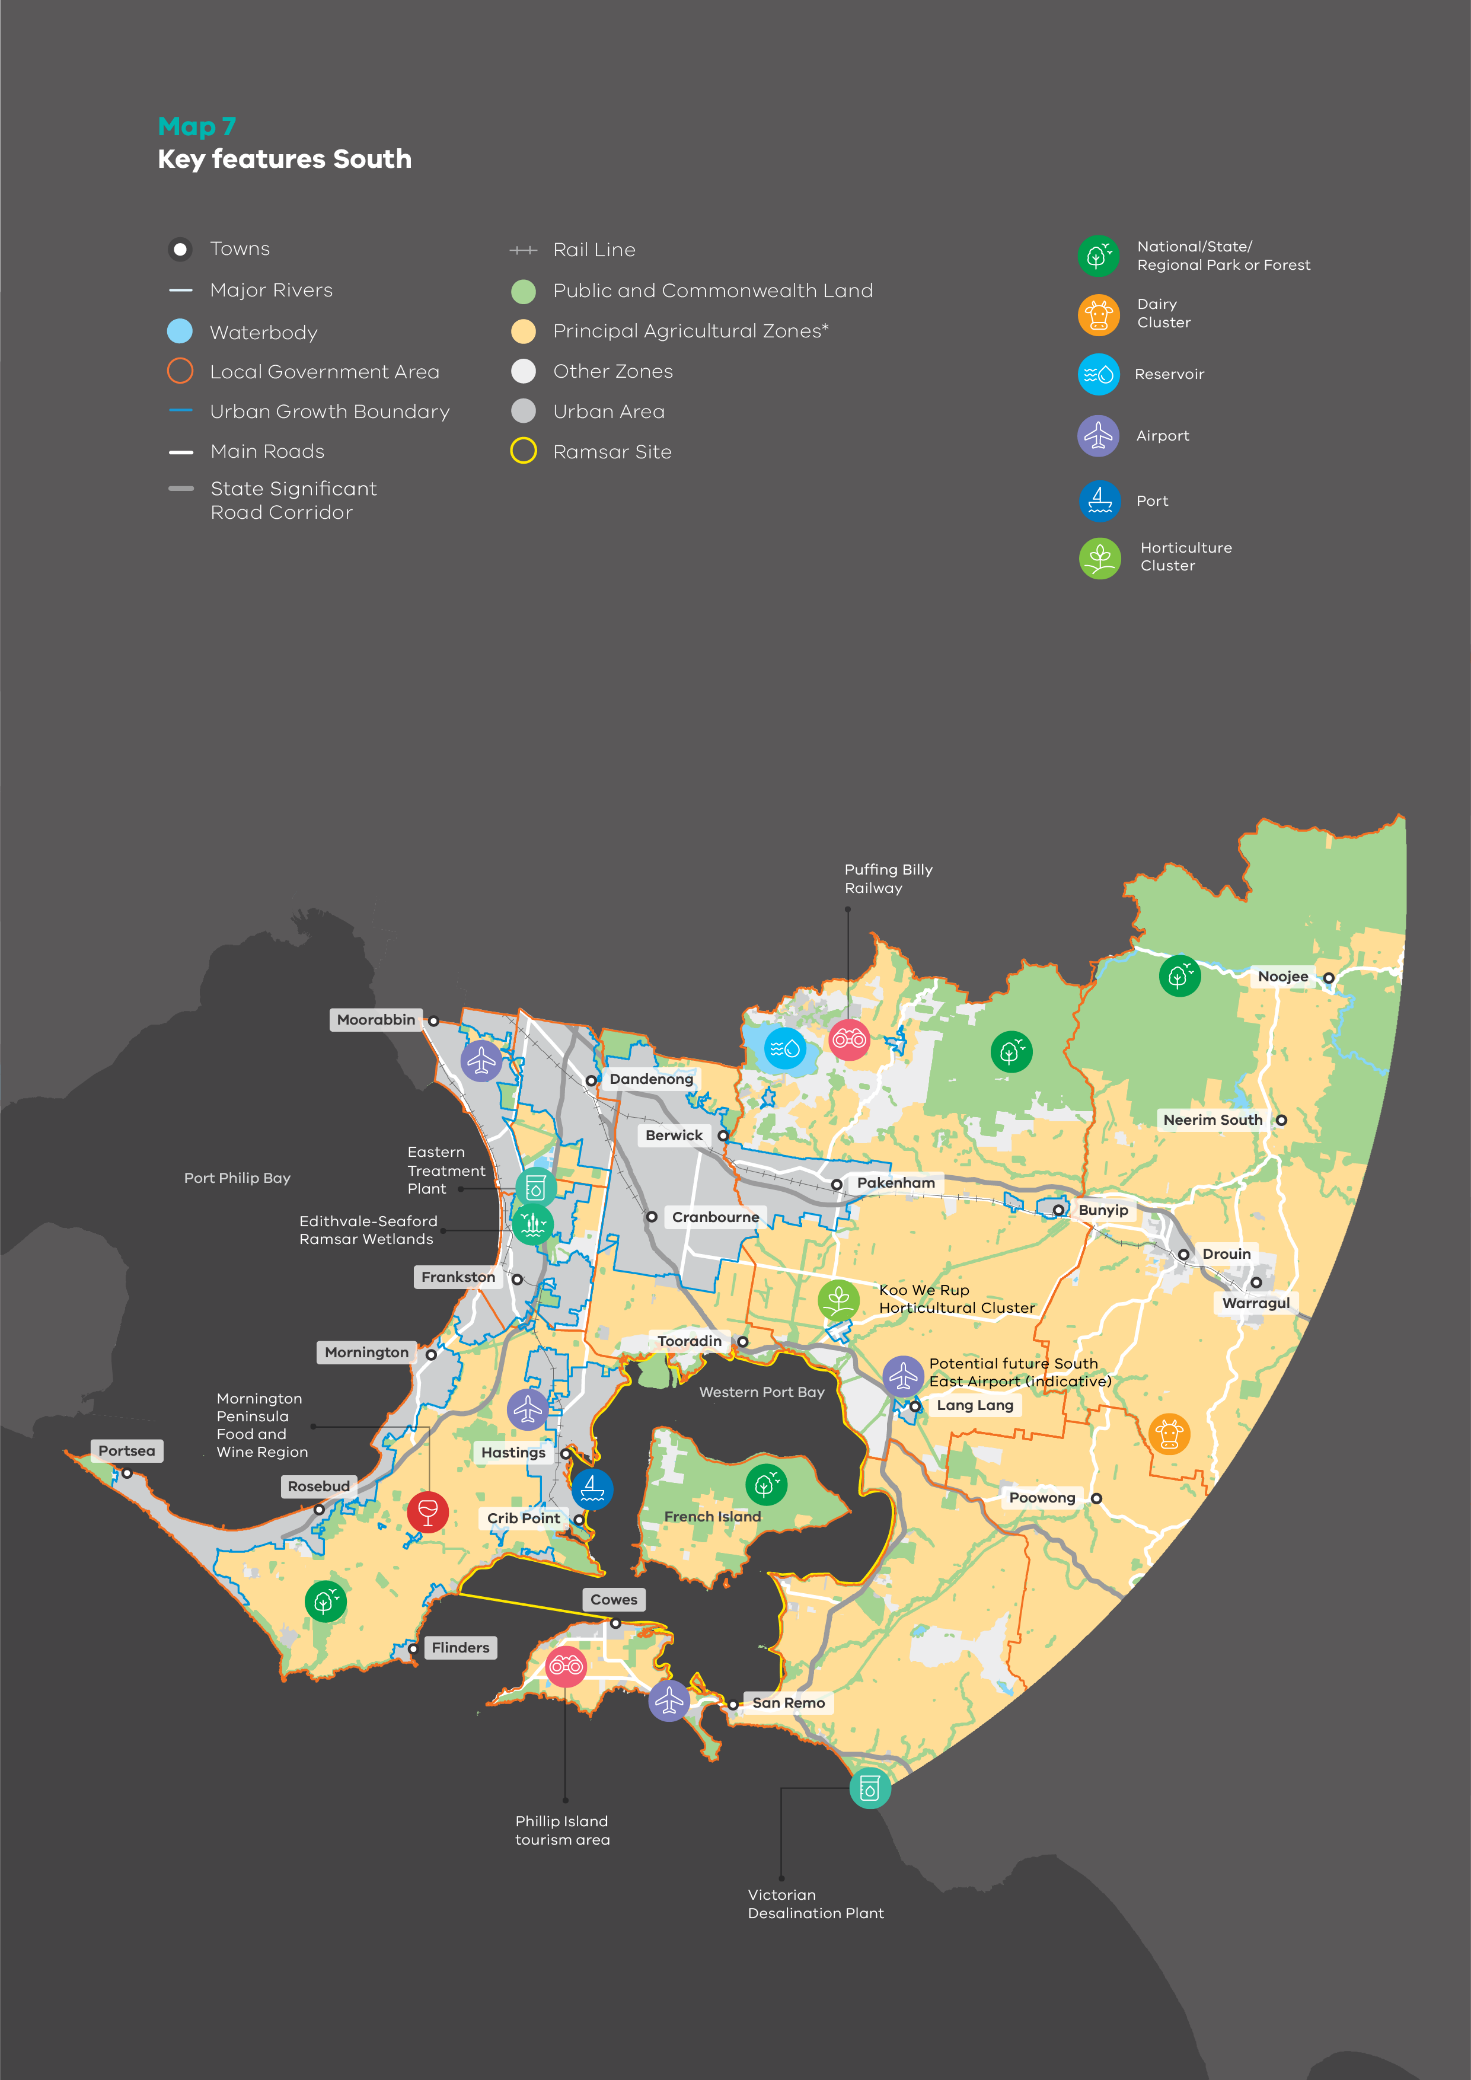 Map 7
Key features South
Towns
Major Rivers
Waterbody
Local Government Area
Urban Growth Boundary
Main Roads
State Significant
Road Corridor
Rail Line
Public and Commonwealth Land
Principal Agricultural Zones*
Other Zones
Urban Area
Ramsar Site
National/State/
Regional Park or Forest
Dairy
Cluster
Reservoir
Airport
Port
Horticulture
Cluster
Puffing Billy
Railway
Noojee
Moorabbin
Dandenong
Neerim South
Berwick
Eastern
Treatment
Plant
Port Philip Bay
Pakenham
Bunyip
Cranbourne
Edithvale-Seaford
Ramsar Wetlands
Drouin
Frankston
Koo We Rup
Horticultural Cluster
Warragul
Tooradin
Mornington
Potential future South
East Airport (indicative)
Western Port Bay
Lang Lang
Mornington
Peninsula
Food and
Wine Region
Portsea
Hastings
Rosebud
Poowong
Crib Point
French Island
Cowes
Flinders
San Remo
Phillip Island
tourism area
Victorian
Desalination Plant